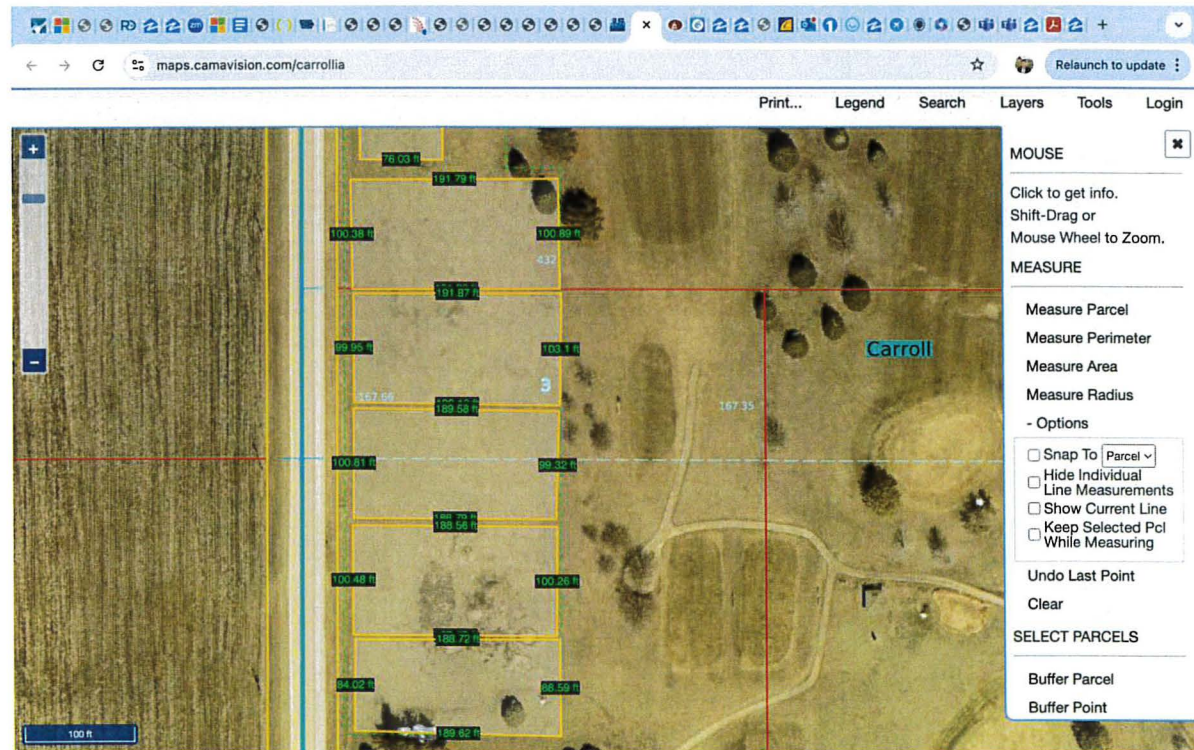 maps.camavision.com/carrollia
Relaunch to update
Print... Legend Search Layers Tools Login
+
–
76.03 ft
191.79 ft
100.38 ft
100.89 ft
432
191.87 ft
99.95 ft
103.1 ft
Carroll
3
167.66
167.35
189.58 ft
100.81 ft
99.32 ft
188.79 ft
188.56 ft
100.48 ft
100.26 ft
188.72 ft
84.02 ft
189.62 ft
100 ft
MOUSE
Click to get info.
Shift-Drag or
Mouse Wheel to Zoom.
MEASURE
Measure Parcel
Measure Perimeter
Measure Area
Measure Radius
- Options
Snap To Parcel
Hide Individual
Line Measurements
Show Current Line
Keep Selected Pcl
While Measuring
Undo Last Point
Clear
SELECT PARCELS
Buffer Parcel
Buffer Point